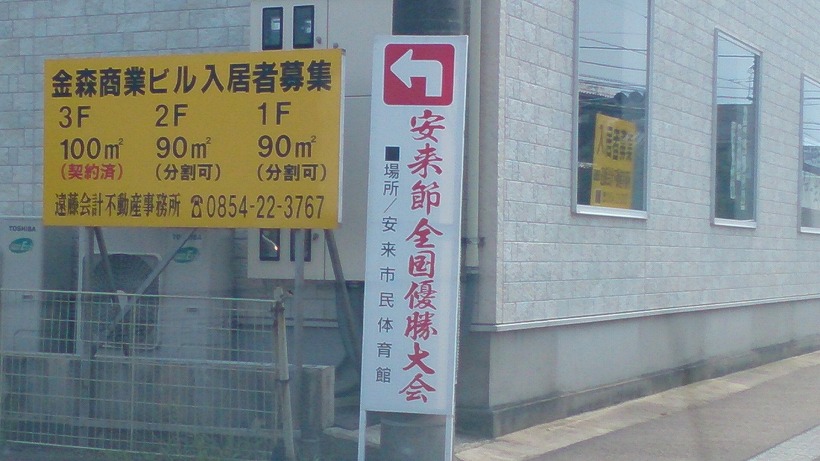 金森商業ビル入居者募集
3F 2F 1F
100㎡ 90㎡ 90㎡
(契約済) (分割可) (分割可)
遠藤会計不動産事務所 ☎0854-22-3767
安来節全国優勝大会
■場所/安来市民体育館
TOSHIBA
TOSHIBA